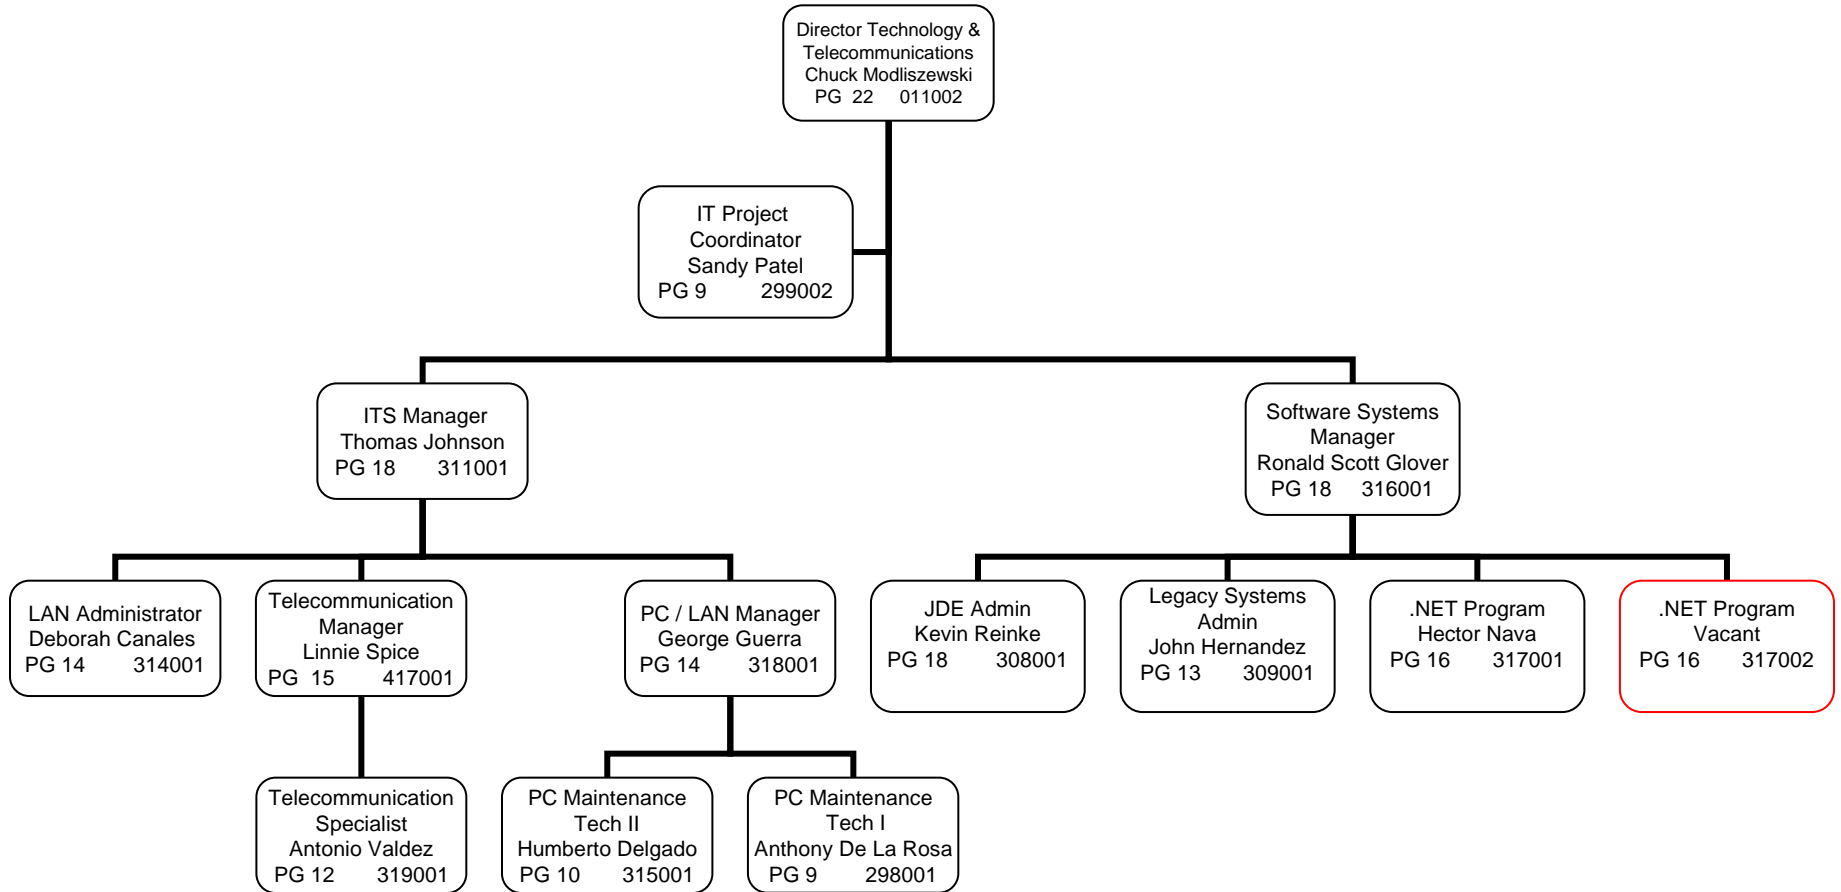 Director Technology &
Telecommunications
Chuck Modliszewski
PG 22 011002
IT Project
Coordinator
Sandy Patel
PG 9 299002
ITS Manager
Thomas Johnson
PG 18 311001
Software Systems
Manager
Ronald Scott Glover
PG 18 316001
LAN Administrator
Deborah Canales
PG 14 314001
Telecommunication
Manager
Linnie Spice
PG 15 417001
PC / LAN Manager
George Guerra
PG 14 318001
JDE Admin
Kevin Reinke
PG 18 308001
Legacy Systems
Admin
John Hernandez
PG 13 309001
.NET Program
Hector Nava
PG 16 317001
.NET Program
Vacant
PG 16 317002
Telecommunication
Specialist
Antonio Valdez
PG 12 319001
PC Maintenance
Tech II
Humberto Delgado
PG 10 315001
PC Maintenance
Tech I
Anthony De La Rosa
PG 9 298001